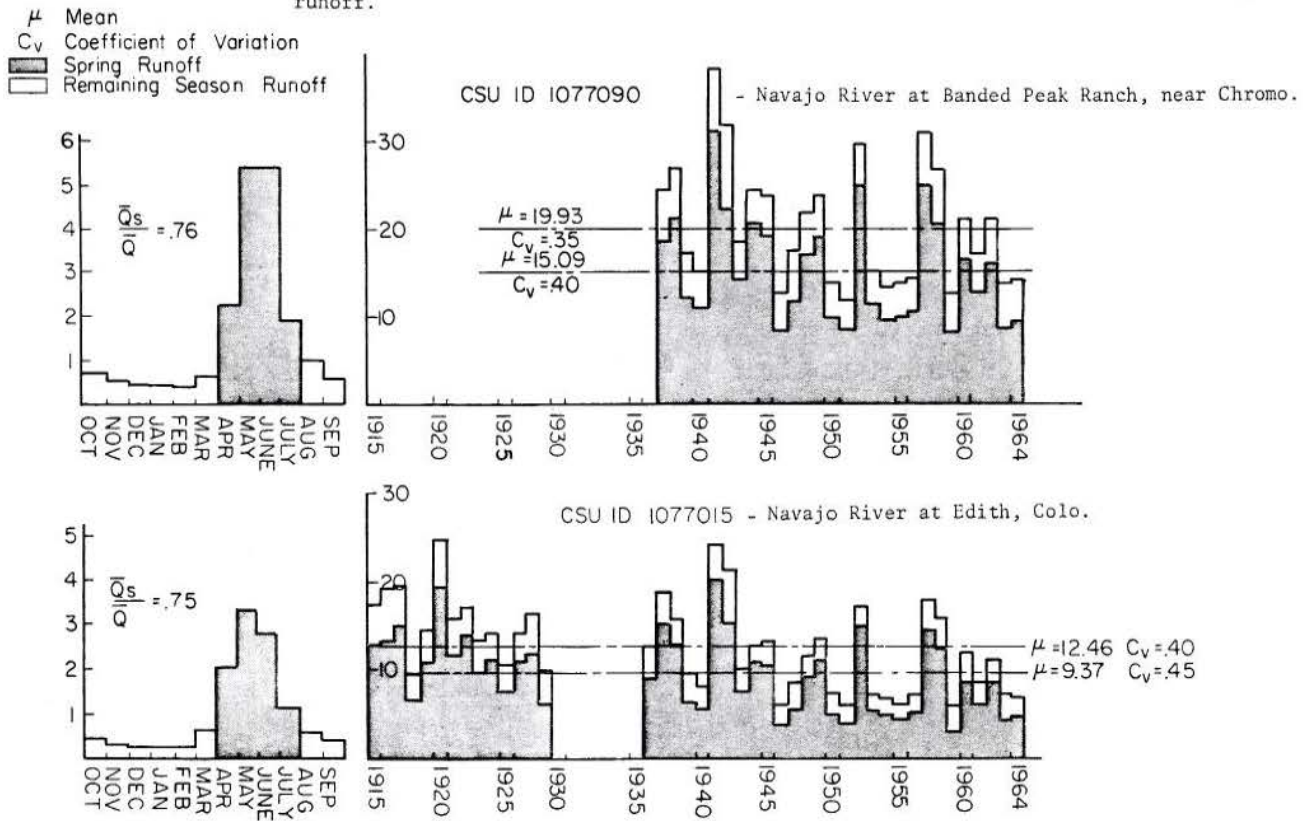 runoff.
μ Mean
Cv Coefficient of Variation
Spring Runoff
Remaining Season Runoff
CSU ID 1077090 - Navajo River at Banded Peak Ranch, near Chromo.
6
5
4
3
2
1
Q̄s
Q̄ = .76
30
20
10
μ = 19.93
Cv = .35
μ = 15.09
Cv = .40
OCT NOV DEC JAN FEB MAR APR MAY JUNE JULY AUG SEP
1915 1920 1925 1930 1935 1940 1945 1950 1955 1960 1964
CSU ID 1077015 - Navajo River at Edith, Colo.
5
4
3
2
1
Q̄s
Q̄ = .75
30
20
10
μ = 12.46 Cv = .40
μ = 9.37 Cv = .45
OCT NOV DEC JAN FEB MAR APR MAY JUNE JULY AUG SEP
1915 1920 1925 1930 1935 1940 1945 1950 1955 1960 1964